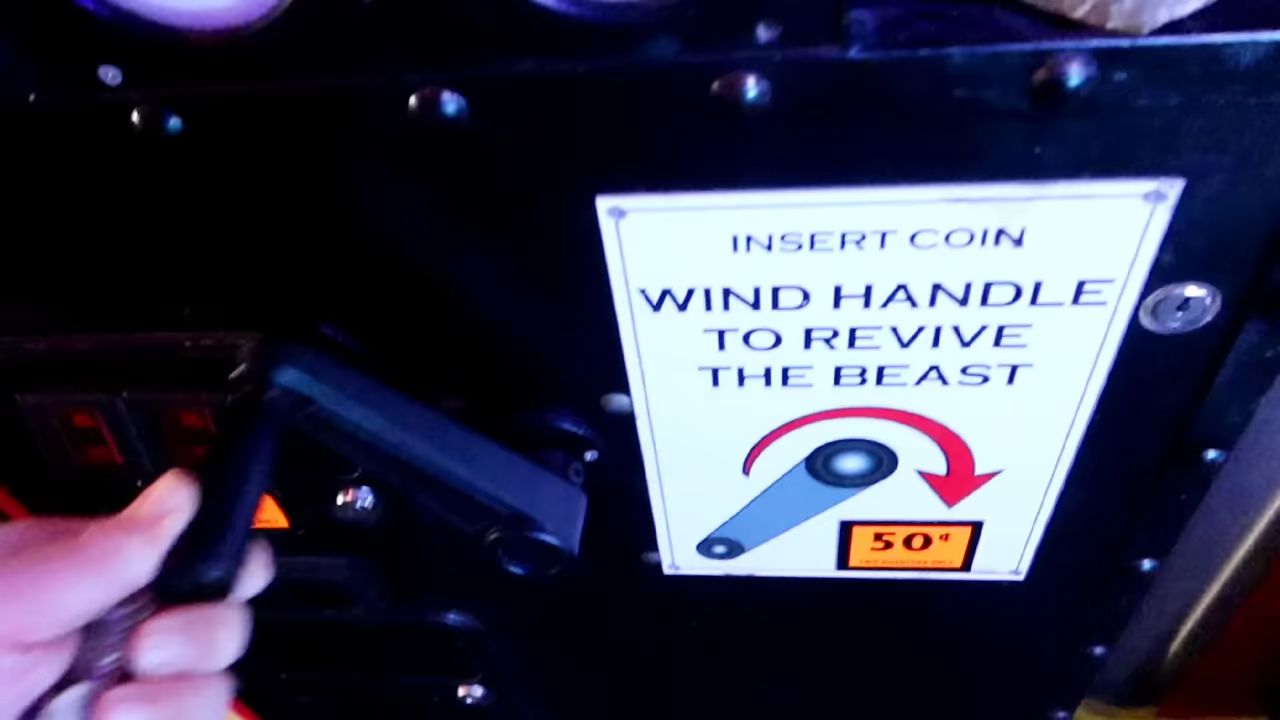 INSERT COIN
WIND HANDLE
TO REVIVE
THE BEAST
50¢